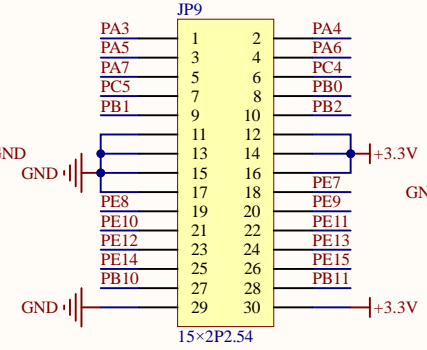 JP9
PA3 1 2 PA4
PA5 3 4 PA6
PA7 5 6 PC4
PC5 7 8 PB0
PB1 9 10 PB2
11 12
GND 13 14 +3.3V
GND 15 16
17 18 PE7
GN
PE8 19 20 PE9
PE10 21 22 PE11
PE12 23 24 PE13
PE14 25 26 PE15
PB10 27 28 PB11
GND 29 30 +3.3V
15×2P2.54